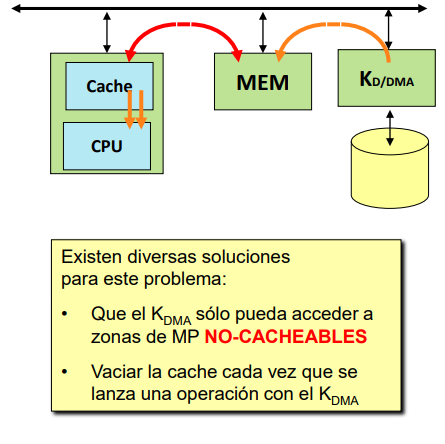 Cache
CPU
MEM
KD/DMA
Existen diversas soluciones
para este problema:
• Que el KDMA sólo pueda acceder a
zonas de MP NO-CACHEABLES
• Vaciar la cache cada vez que se
lanza una operación con el KDMA